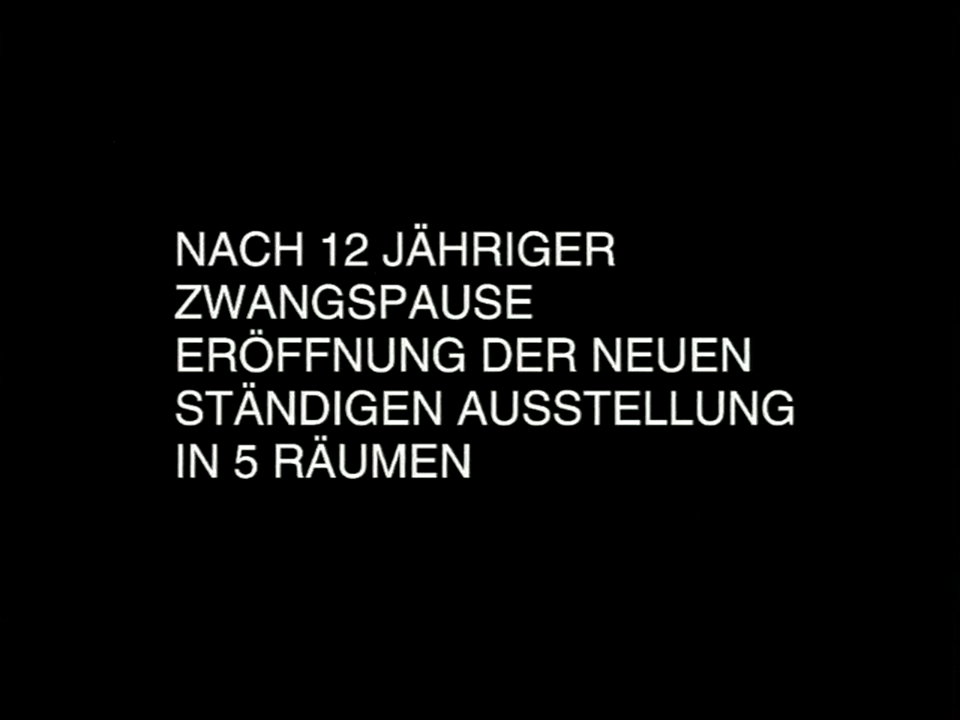 NACH 12 JÄHRIGER
ZWANGSPAUSE
ERÖFFNUNG DER NEUEN
STÄNDIGEN AUSSTELLUNG
IN 5 RÄUMEN